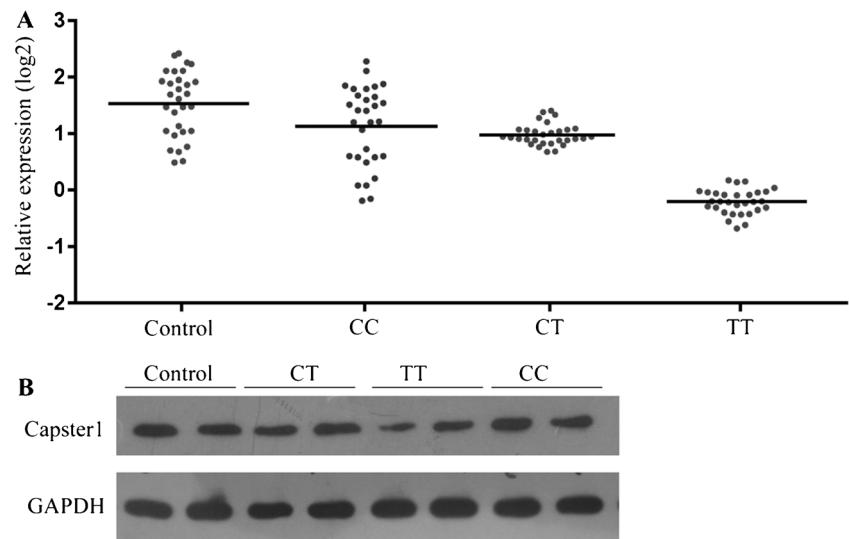 A
Relative expression (log2)
3
2
1
0
-1
-2
Control CC CT TT
B
Control CT TT CC
Capster1
GAPDH